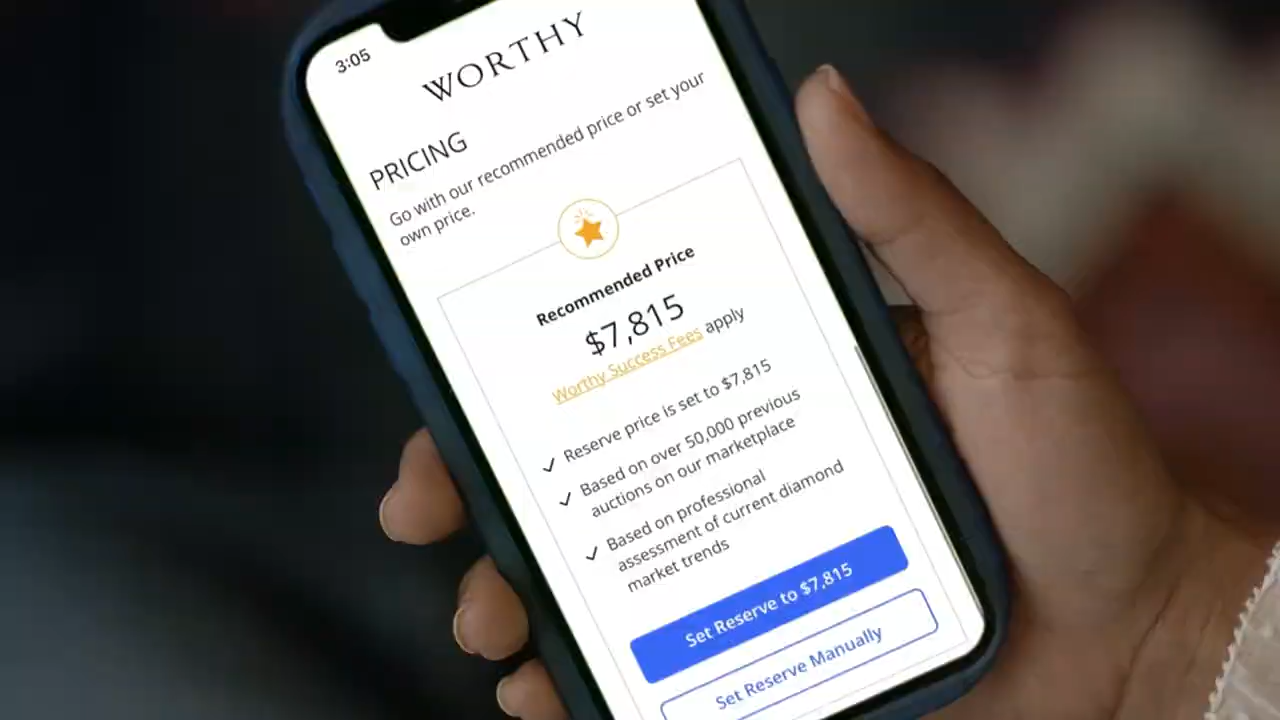 3:05
WORTHY
PRICING
Go with our recommended price or set your
own price.
Recommended Price
$7,815
Worthy Success Fees apply
Reserve price is set to $7,815
Based on over 50,000 previous
auctions on our marketplace
Based on professional
assessment of current diamond
market trends
Set Reserve to $7,815
Set Reserve Manually